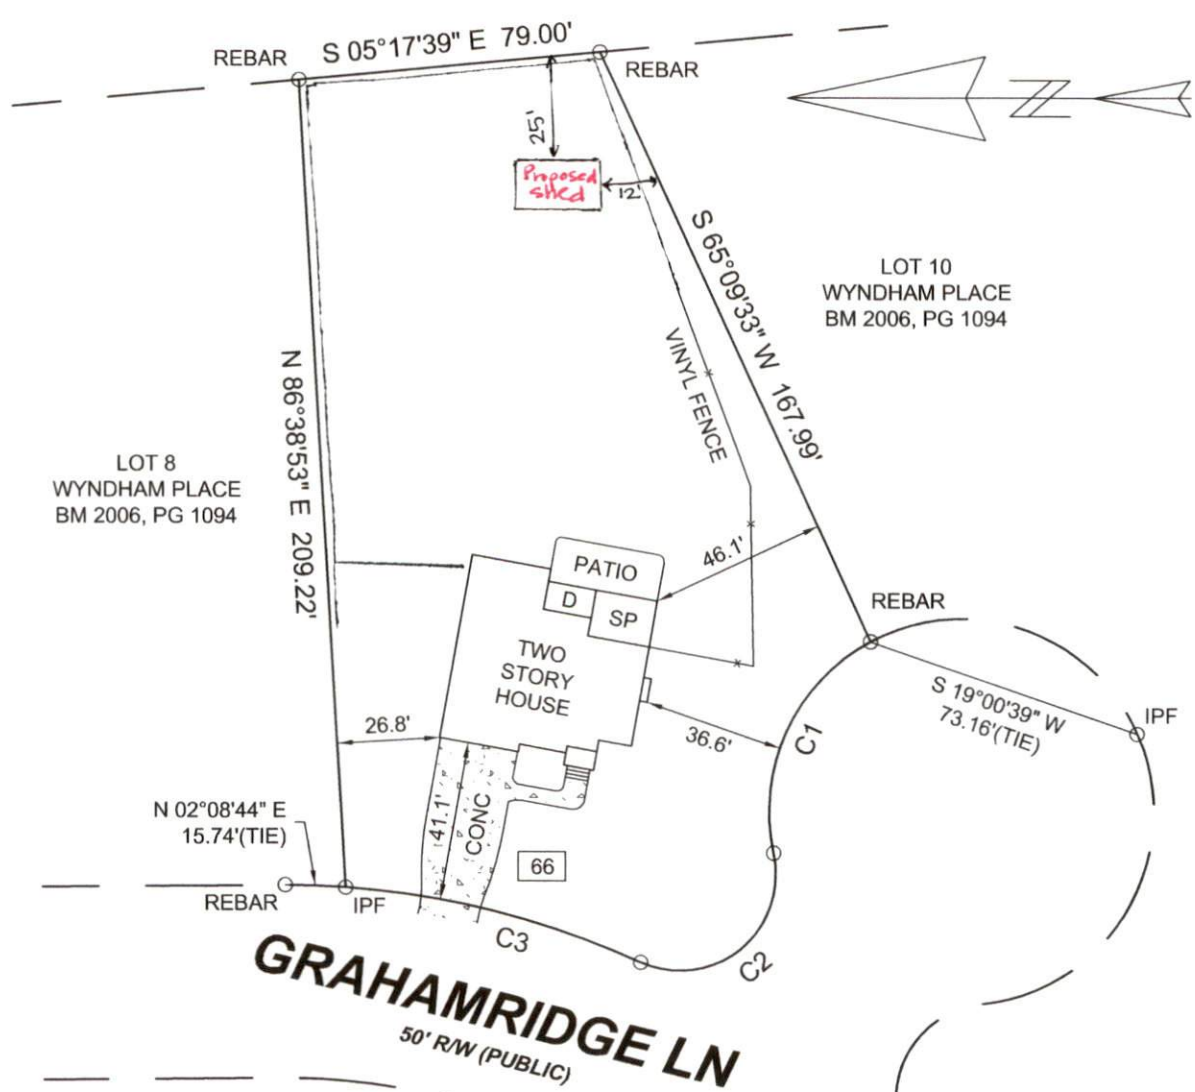 S 05°17'39" E 79.00'
REBAR
REBAR
25'
Proposed
shed
12'
N
S 65°09'33" W 167.99'
LOT 10
WYNDHAM PLACE
BM 2006, PG 1094
VINYL FENCE
N 86°38'53" E 209.22'
LOT 8
WYNDHAM PLACE
BM 2006, PG 1094
46.1'
PATIO
D
SP
TWO
STORY
HOUSE
REBAR
S 19°00'39" W
73.16'(TIE)
IPF
26.8'
36.6'
C1
N 02°08'44" E
15.74'(TIE)
41.1'
CONC
66
REBAR
IPF
C3
C2
GRAHAMRIDGE LN
50' R/W (PUBLIC)